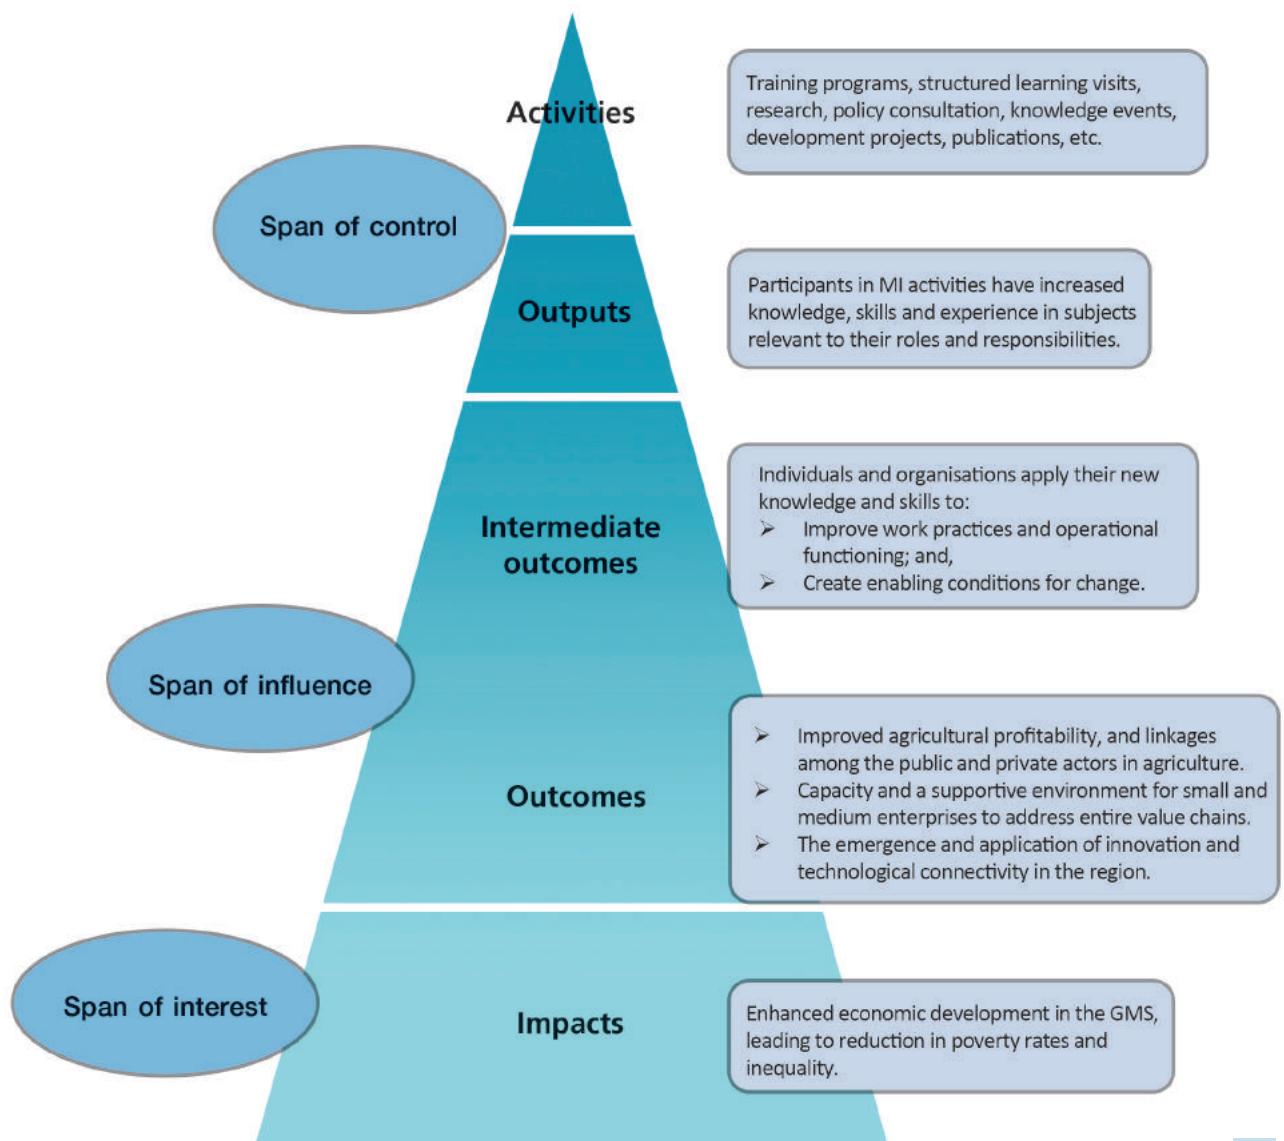 Activities
Training programs, structured learning visits,
research, policy consultation, knowledge events,
development projects, publications, etc.
Span of control
Outputs
Participants in MI activities have increased
knowledge, skills and experience in subjects
relevant to their roles and responsibilities.
Intermediate
outcomes
Individuals and organisations apply their new
knowledge and skills to:
➢ Improve work practices and operational
functioning; and,
➢ Create enabling conditions for change.
Span of influence
Outcomes
➢ Improved agricultural profitability, and linkages
among the public and private actors in agriculture.
➢ Capacity and a supportive environment for small and
medium enterprises to address entire value chains.
➢ The emergence and application of innovation and
technological connectivity in the region.
Span of interest
Impacts
Enhanced economic development in the GMS,
leading to reduction in poverty rates and
inequality.